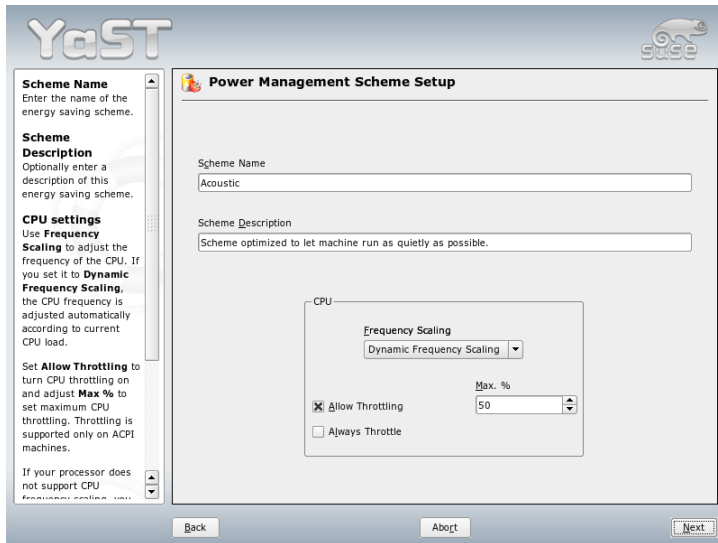 YaST
SUSE
Scheme Name
Enter the name of the
energy saving scheme.
Scheme
Description
Optionally enter a
description of this
energy saving scheme.
CPU settings
Use Frequency
Scaling to adjust the
frequency of the CPU. If
you set it to Dynamic
Frequency Scaling,
the CPU frequency is
adjusted automatically
according to current
CPU load.
Set Allow Throttling to
turn CPU throttling on
and adjust Max % to
set maximum CPU
throttling. Throttling is
supported only on ACPI
machines.
If your processor does
not support CPU
frequency scaling, you
Power Management Scheme Setup
Scheme Name
Acoustic
Scheme Description
Scheme optimized to let machine run as quietly as possible.
CPU
Frequency Scaling
Dynamic Frequency Scaling
Max. %
Allow Throttling
50
Always Throttle
Back
Abort
Next